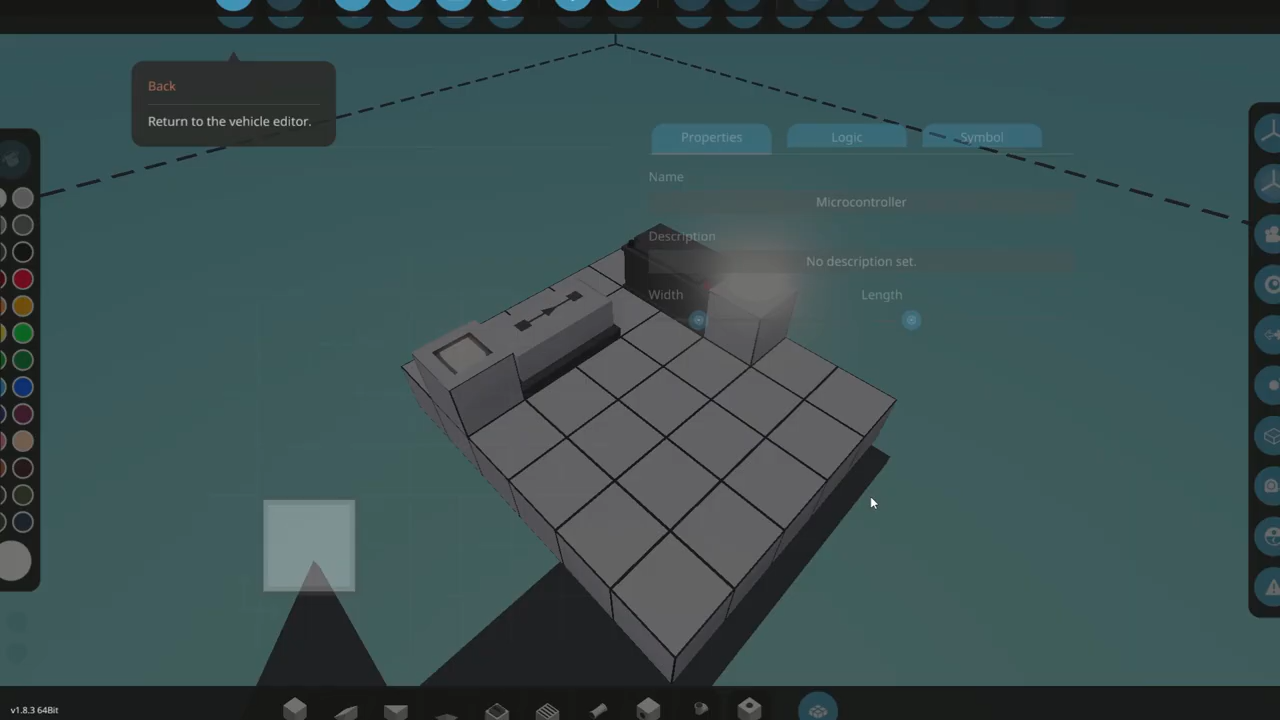 Back
Return to the vehicle editor.
Properties
Logic
Symbol
Name
Microcontroller
Description
No description set.
Width
Length
v1.8.3 64Bit